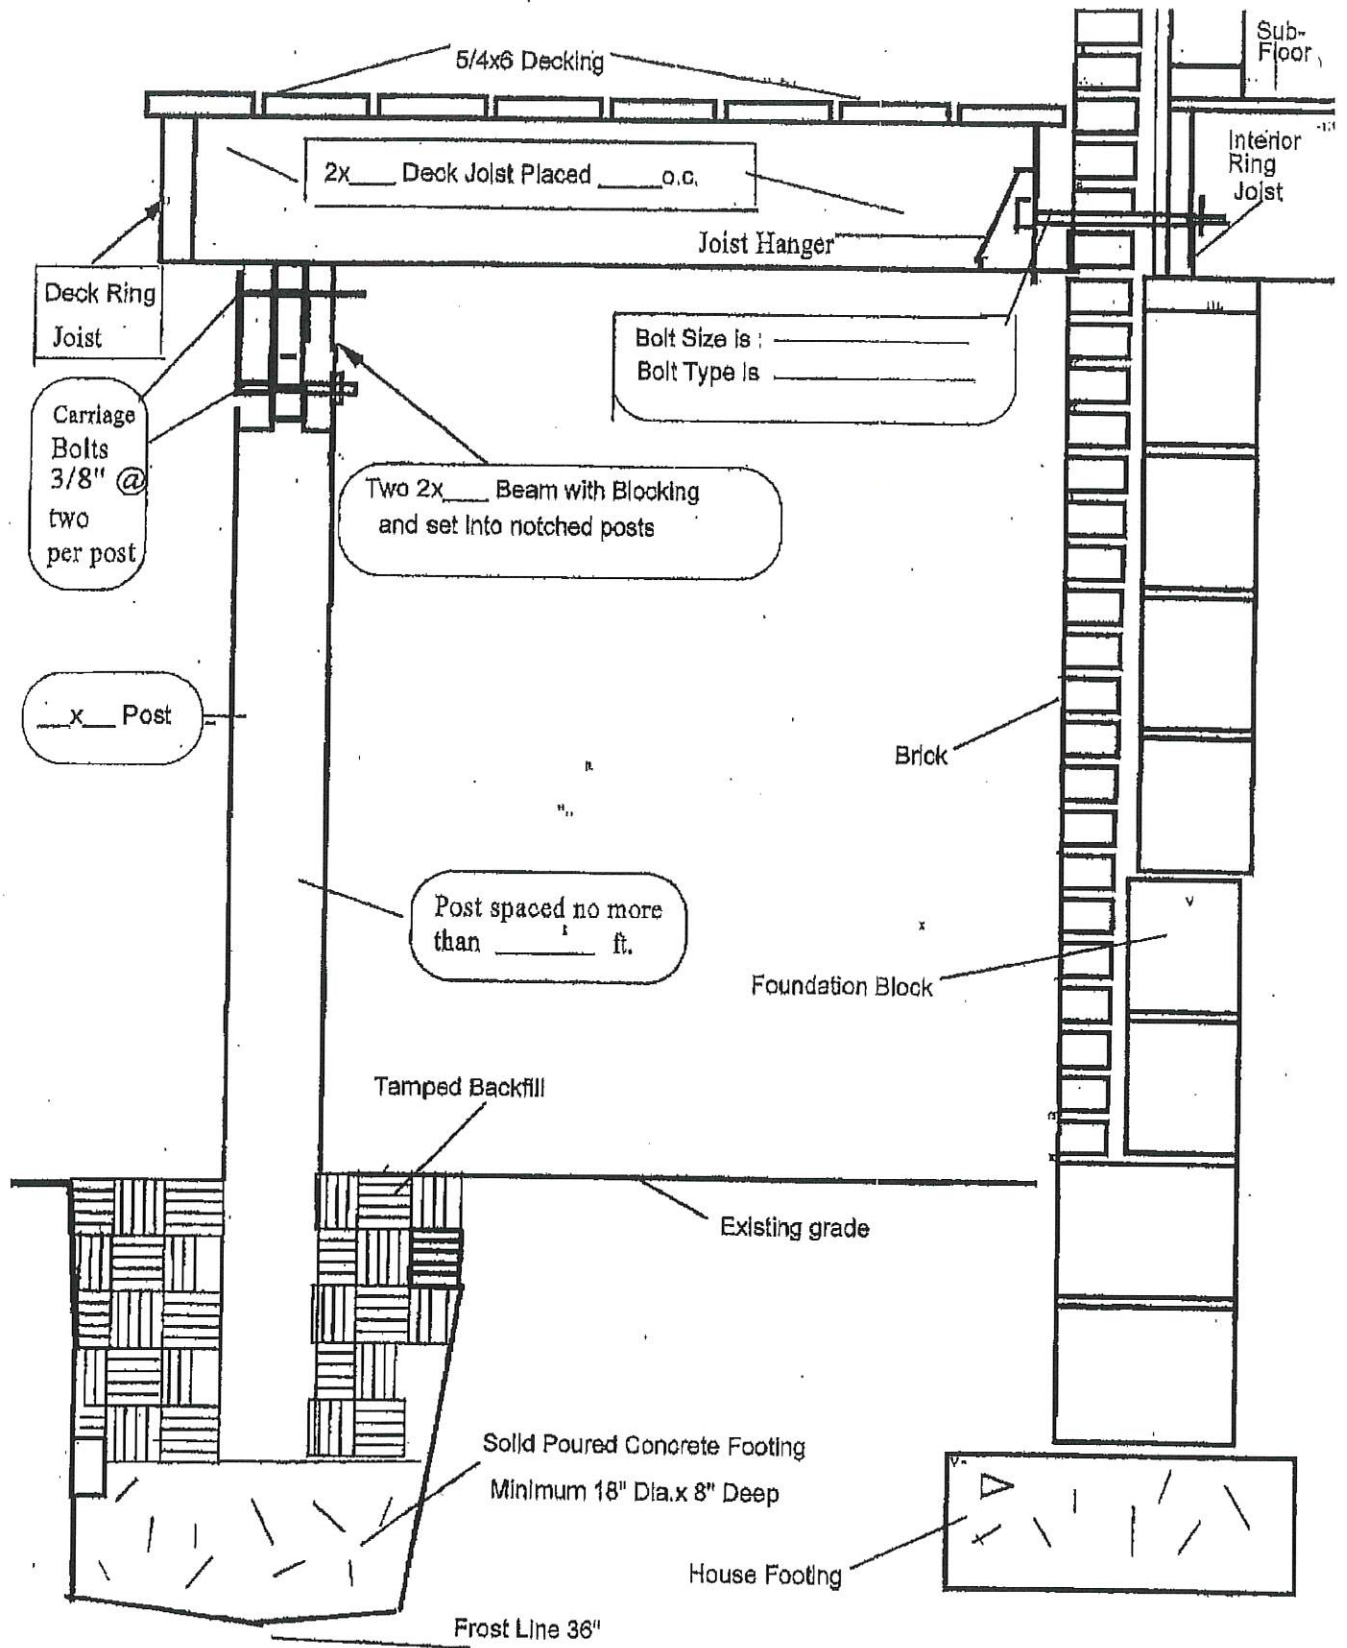 5/4x6 Decking
Sub-
Floor
2x___ Deck Joist Placed _____o.c.
Interior
Ring
Joist
Joist Hanger
Deck Ring
Joist
Bolt Size is :
Bolt Type is
Carriage
Bolts
3/8" @
two
per post
Two 2x___ Beam with Blocking
and set into notched posts
__x__ Post
Brick
Post spaced no more
than ______ ft.
Foundation Block
Tamped Backfill
Existing grade
Solid Poured Concrete Footing
Minimum 18" Dia.x 8" Deep
House Footing
Frost Line 36"